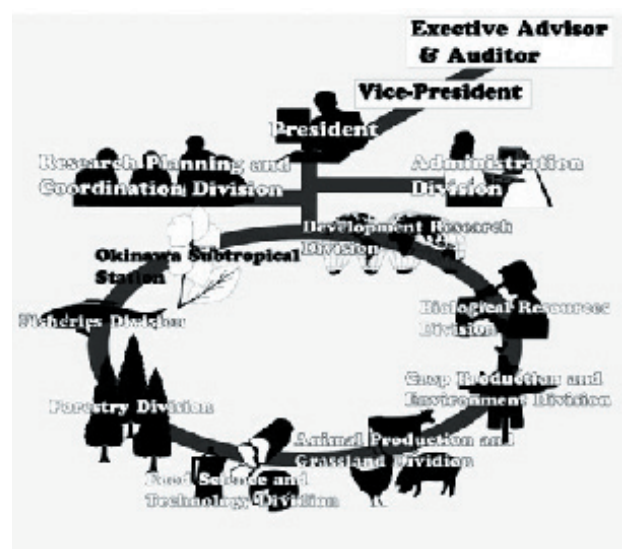 Exective Advisor
& Auditor
Vice-President
President
Research Planning and
Coordination Division
Administration
Division
Development Research
Division
Okinawa Subtropical
Station
Biological Resources
Division
Fisheries Division
Crop Production and
Environment Division
Forestry Division
Animal Production and
Grassland Dividion
Food Science and
Technology Division